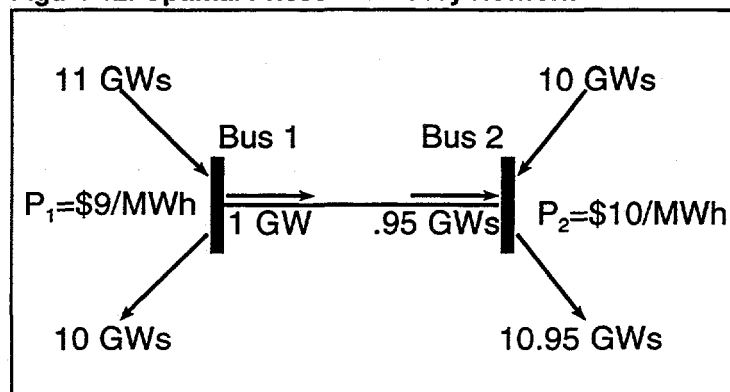 11 GWs
10 GWs
Bus 1
Bus 2
P₁=$9/MWh
1 GW
.95 GWs
P₂=$10/MWh
10 GWs
10.95 GWs